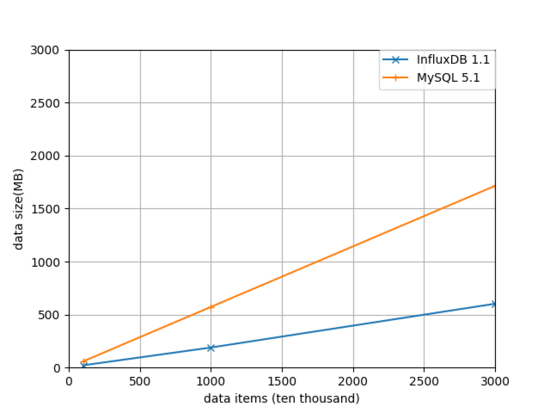 3000
2500
2000
1500
1000
500
0
data size(MB)
InfluxDB 1.1
MySQL 5.1
0 500 1000 1500 2000 2500 3000
data items (ten thousand)